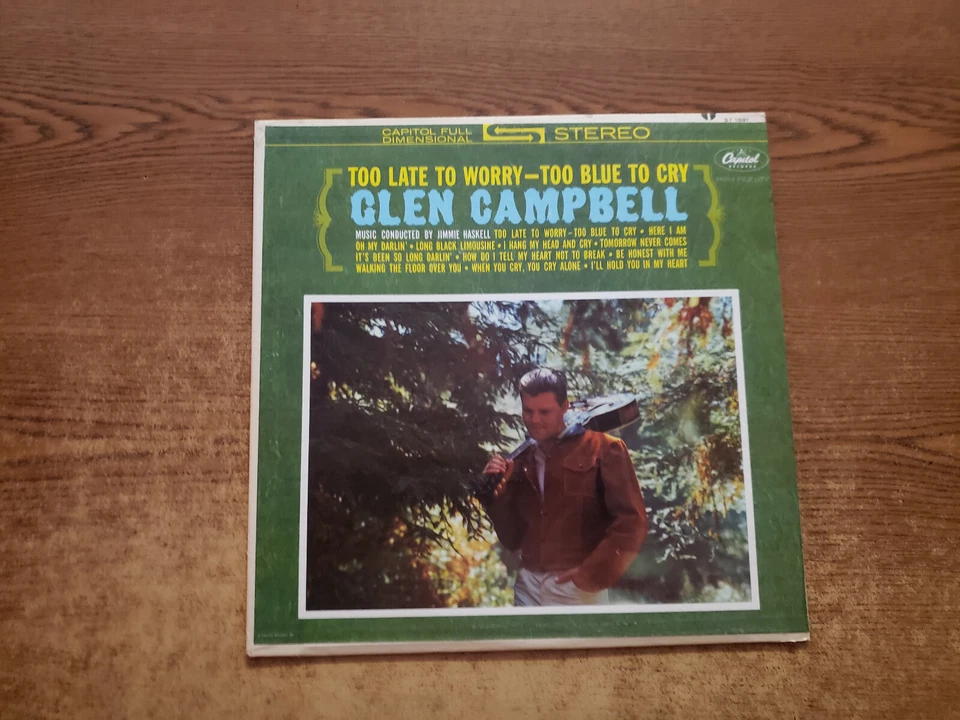 CAPITOL FULL
DIMENSIONAL
STEREO
Capitol
RECORDS
HIGH FIDELITY
TOO LATE TO WORRY–TOO BLUE TO CRY
GLEN CAMPBELL
MUSIC CONDUCTED BY JIMMIE HASKELL TOO LATE TO WORRY–TOO BLUE TO CRY • HERE I AM
OH MY DARLIN' • LONG BLACK LIMOUSINE • I HANG MY HEAD AND CRY • TOMORROW NEVER COMES
IT'S BEEN SO LONG DARLIN' • HOW DO I TELL MY HEART NOT TO BREAK • BE HONEST WITH ME
WALKING THE FLOOR OVER YOU • WHEN YOU CRY, YOU CRY ALONE • I'LL HOLD YOU IN MY HEART